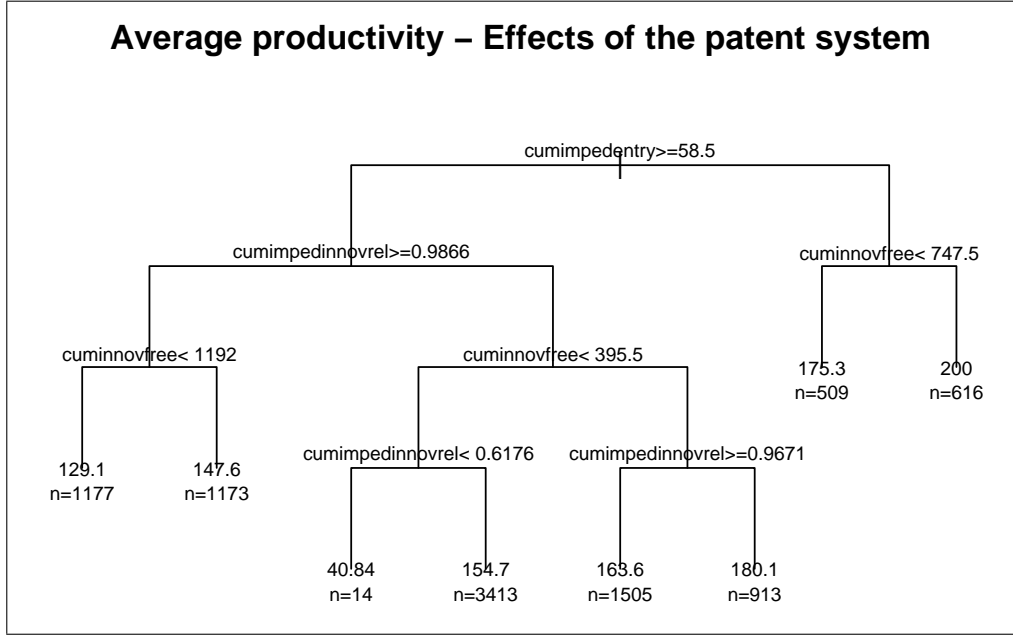 Average productivity – Effects of the patent system
cumimpedentry>=58.5
cumimpedinnovrel>=0.9866
cuminnovfree< 747.5
cuminnovfree< 1192
cuminnovfree< 395.5
175.3
n=509
200
n=616
cumimpedinnovrel< 0.6176
cumimpedinnovrel>=0.9671
129.1
n=1177
147.6
n=1173
40.84
n=14
154.7
n=3413
163.6
n=1505
180.1
n=913